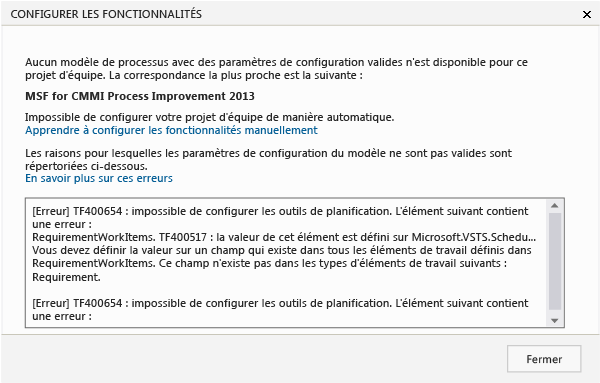 CONFIGURER LES FONCTIONNALITÉS
Aucun modèle de processus avec des paramètres de configuration valides n'est disponible pour ce
projet d'équipe. La correspondance la plus proche est la suivante :
MSF for CMMI Process Improvement 2013
Impossible de configurer votre projet d'équipe de manière automatique.
Apprendre à configurer les fonctionnalités manuellement
Les raisons pour lesquelles les paramètres de configuration du modèle ne sont pas valides sont
répertoriées ci-dessous.
En savoir plus sur ces erreurs
[Erreur] TF400654 : impossible de configurer les outils de planification. L'élément suivant contient
une erreur :
RequirementWorkItems. TF400517 : la valeur de cet élément est défini sur Microsoft.VSTS.Schedu...
Vous devez définir la valeur sur un champ qui existe dans tous les éléments de travail définis dans
RequirementWorkItems. Ce champ n'existe pas dans les types d'éléments de travail suivants :
Requirement.
[Erreur] TF400654 : impossible de configurer les outils de planification. L'élément suivant contient
une erreur :
Fermer